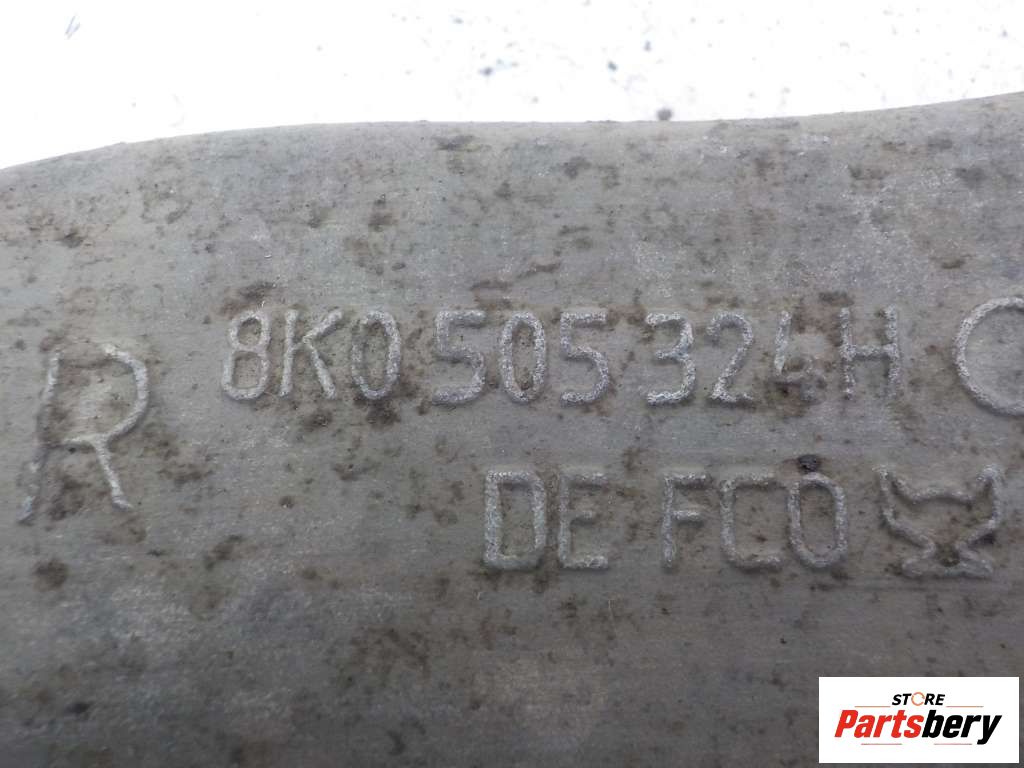 R 8K0 505 324 H
DE FCO
STORE
Partsbery